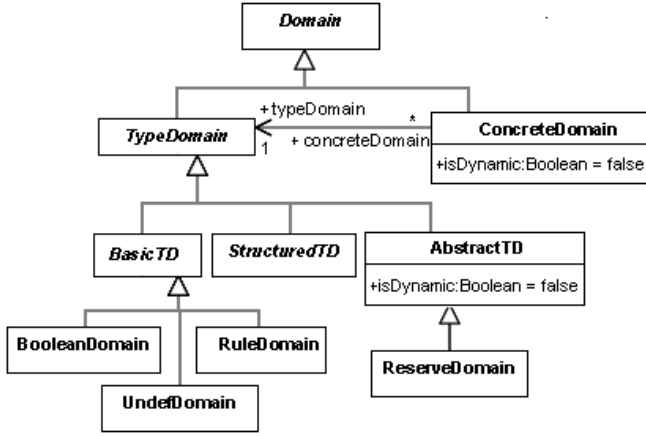 Domain
+typeDomain
*
TypeDomain
1
+ concreteDomain
ConcreteDomain
+isDynamic:Boolean = false
BasicTD
StructuredTD
AbstractTD
+isDynamic:Boolean = false
BooleanDomain
RuleDomain
ReserveDomain
UndefDomain